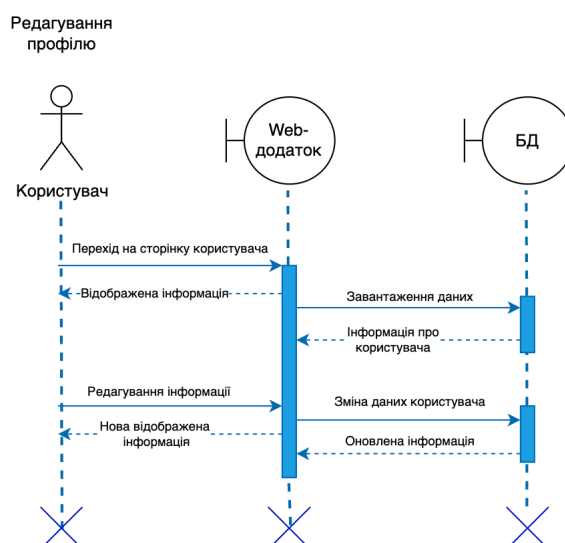 Редагування
профілю
Web-
додаток
БД
Користувач
Перехід на сторінку користувача
Відображена інформація
Завантаження даних
Інформація про
користувача
Редагування інформації
Зміна даних користувача
Нова відображена
інформація
Оновлена інформація